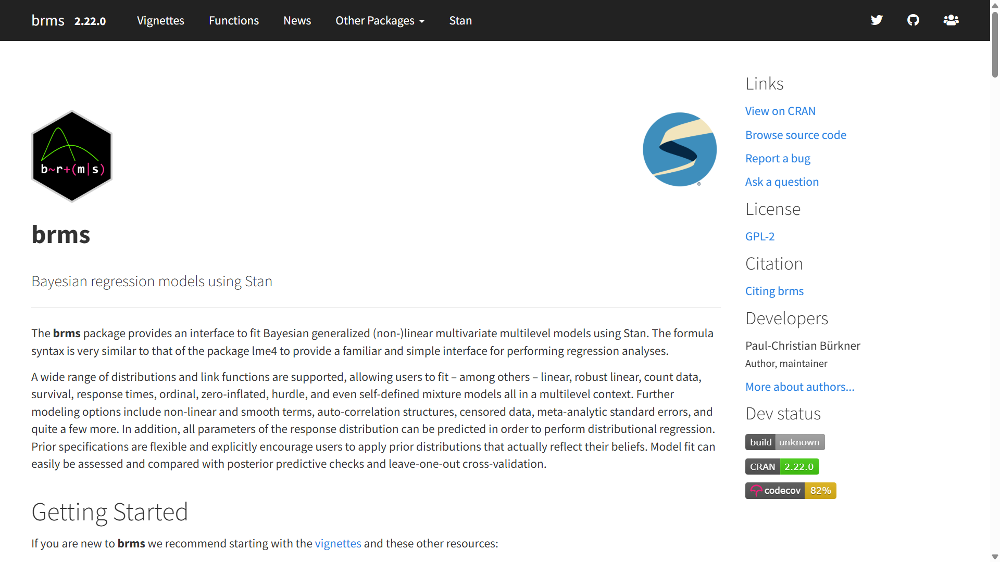 brms 2.22.0 Vignettes Functions News Other Packages Stan
b~r+(m|s)
®
brms
Bayesian regression models using Stan
The brms package provides an interface to fit Bayesian generalized (non-)linear multivariate multilevel models using Stan. The formula
syntax is very similar to that of the package lme4 to provide a familiar and simple interface for performing regression analyses.
A wide range of distributions and link functions are supported, allowing users to fit – among others – linear, robust linear, count data,
survival, response times, ordinal, zero-inflated, hurdle, and even self-defined mixture models all in a multilevel context. Further
modeling options include non-linear and smooth terms, auto-correlation structures, censored data, meta-analytic standard errors, and
quite a few more. In addition, all parameters of the response distribution can be predicted in order to perform distributional regression.
Prior specifications are flexible and explicitly encourage users to apply prior distributions that actually reflect their beliefs. Model fit can
easily be assessed and compared with posterior predictive checks and leave-one-out cross-validation.
Getting Started
If you are new to brms we recommend starting with the vignettes and these other resources:
Links
View on CRAN
Browse source code
Report a bug
Ask a question
License
GPL-2
Citation
Citing brms
Developers
Paul-Christian Bürkner
Author, maintainer
More about authors...
Dev status
build unknown
CRAN 2.22.0
codecov 82%